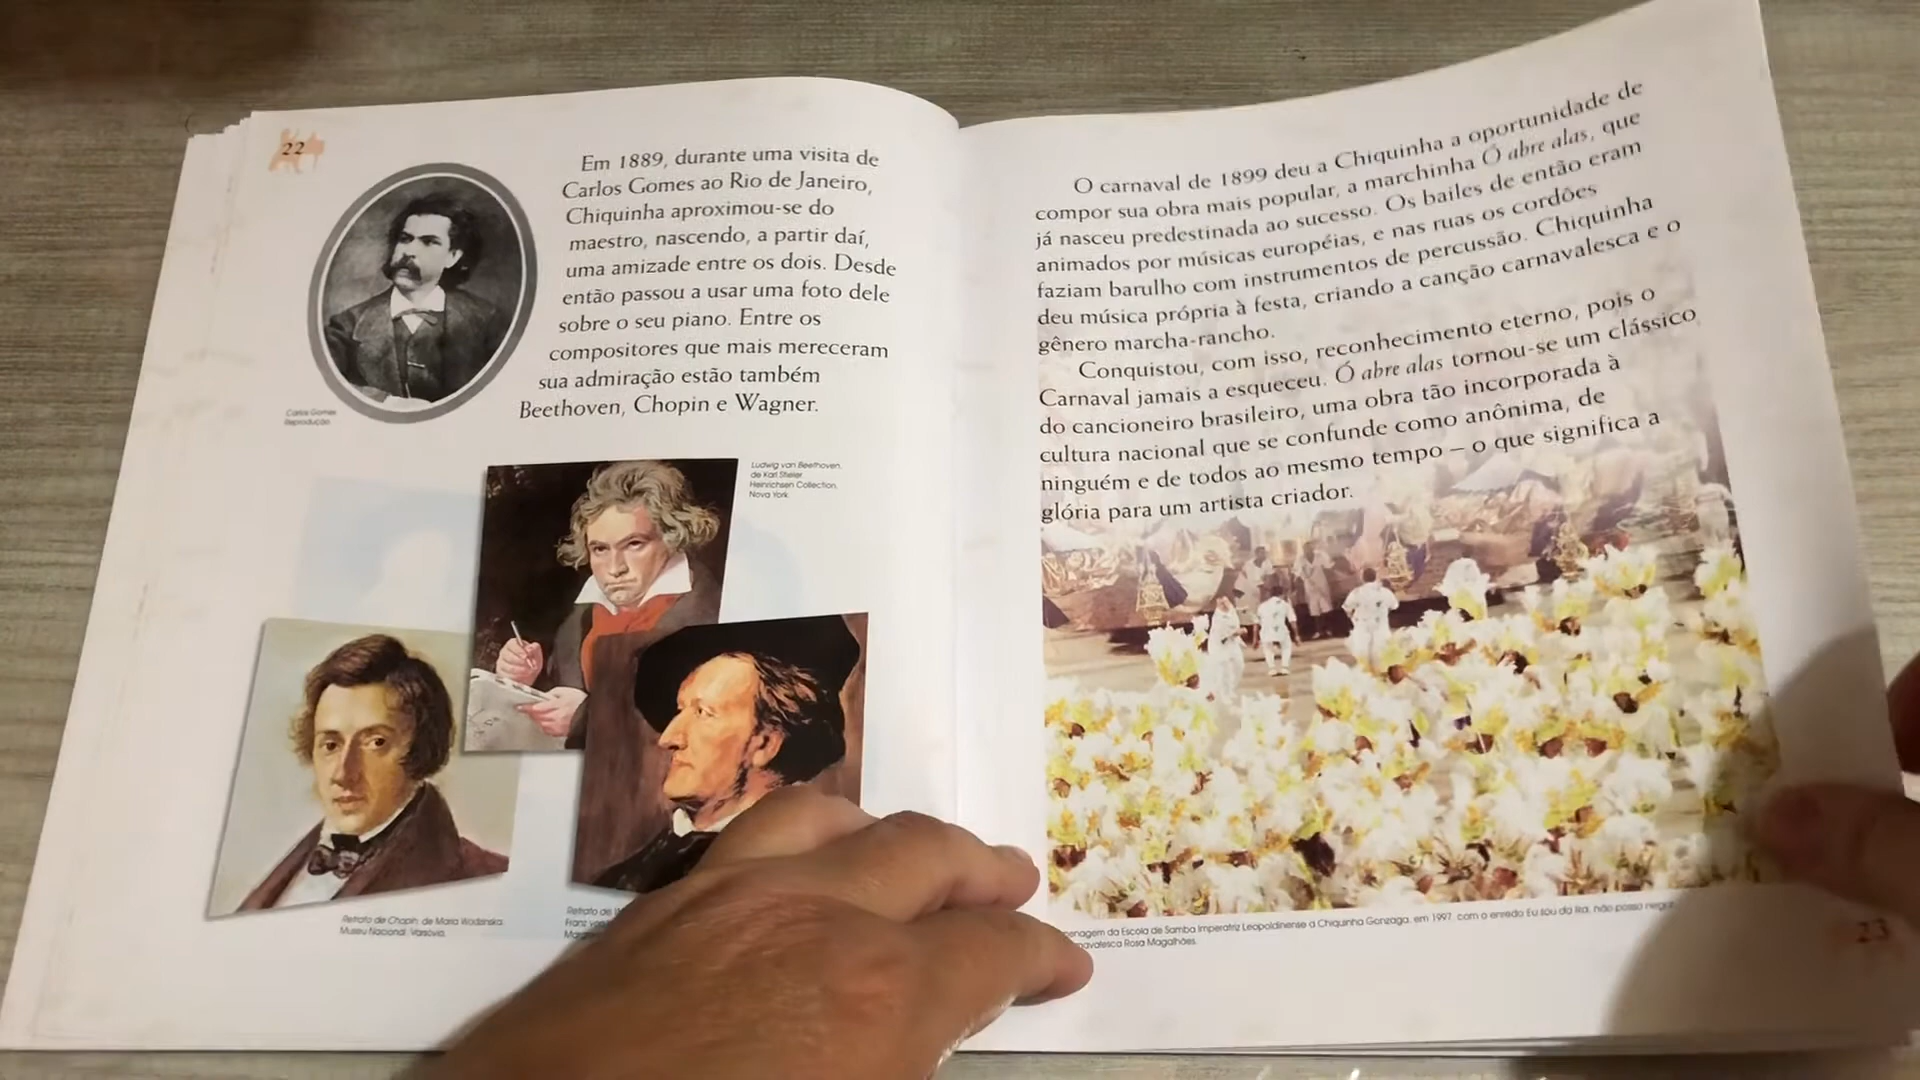 22
Em 1889, durante uma visita de
Carlos Gomes ao Rio de Janeiro,
Chiquinha aproximou-se do
maestro, nascendo, a partir daí,
uma amizade entre os dois. Desde
então passou a usar uma foto dele
sobre o seu piano. Entre os
compositores que mais mereceram
sua admiração estão também
Beethoven, Chopin e Wagner.
Carlos Gomes
Reprodução
Ludwig van Beethoven,
de Karl Stieler.
Heinrichsen Collection,
Nova York.
Retrato de Chopin, de Maria Wodzinska.
Museu Nacional, Varsóvia.
Retrato de
Franz von
O carnaval de 1899 deu a Chiquinha a oportunidade de
compor sua obra mais popular, a marchinha Ó abre alas, que
já nasceu predestinada ao sucesso. Os bailes de então eram
animados por músicas européias, e nas ruas os cordões
faziam barulho com instrumentos de percussão. Chiquinha
deu música própria à festa, criando a canção carnavalesca e o
gênero marcha-rancho.
Conquistou, com isso, reconhecimento eterno, pois o
Carnaval jamais a esqueceu. Ó abre alas tornou-se um clássico
do cancioneiro brasileiro, uma obra tão incorporada à
cultura nacional que se confunde como anônima, de
ninguém e de todos ao mesmo tempo – o que significa a
glória para um artista criador.
da Escola de Samba Imperatriz Leopoldinense a Chiquinha Gonzaga, em 1997, com o enredo Eu sou da lira, não posso negar
Rosa Magalhães.
23